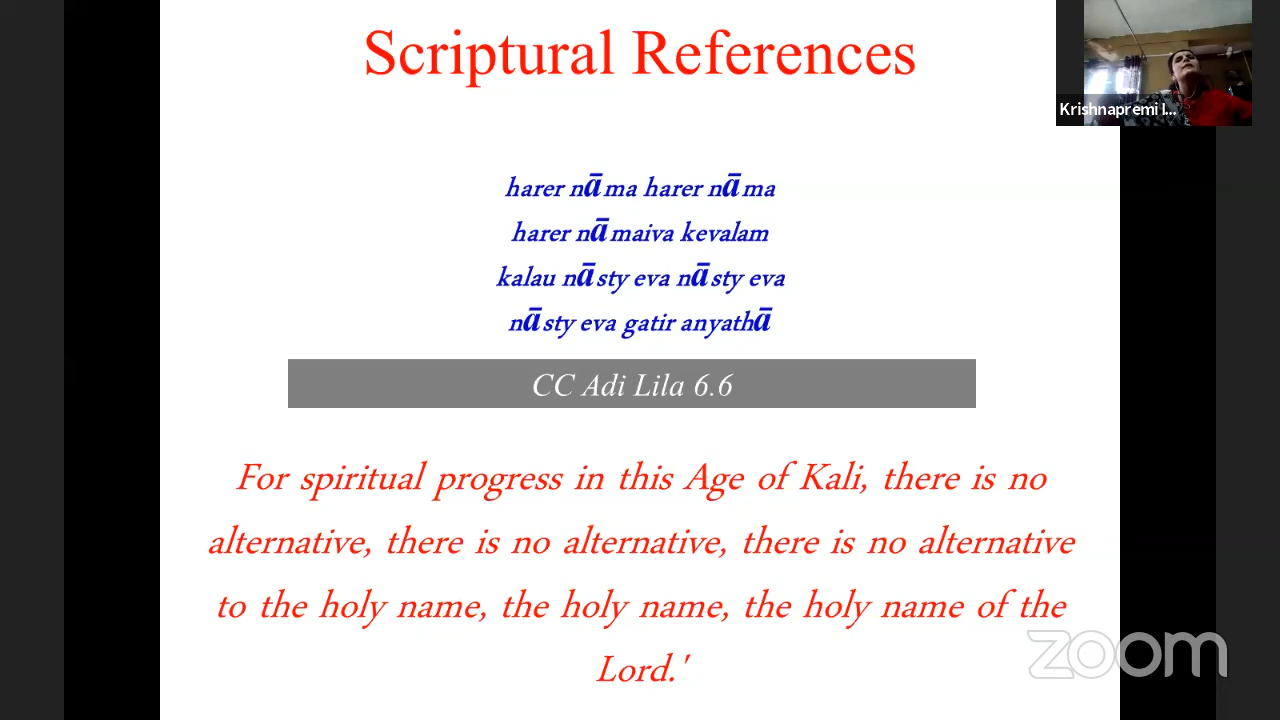 Scriptural References
Krishnapremi I...
harer nāma harer nāma
harer nāmaiva kevalam
kalau nāsty eva nāsty eva
nāsty eva gatir anyathā
CC Adi Lila 6.6
For spiritual progress in this Age of Kali, there is no
alternative, there is no alternative, there is no alternative
to the holy name, the holy name, the holy name of the
Lord.'
zoom